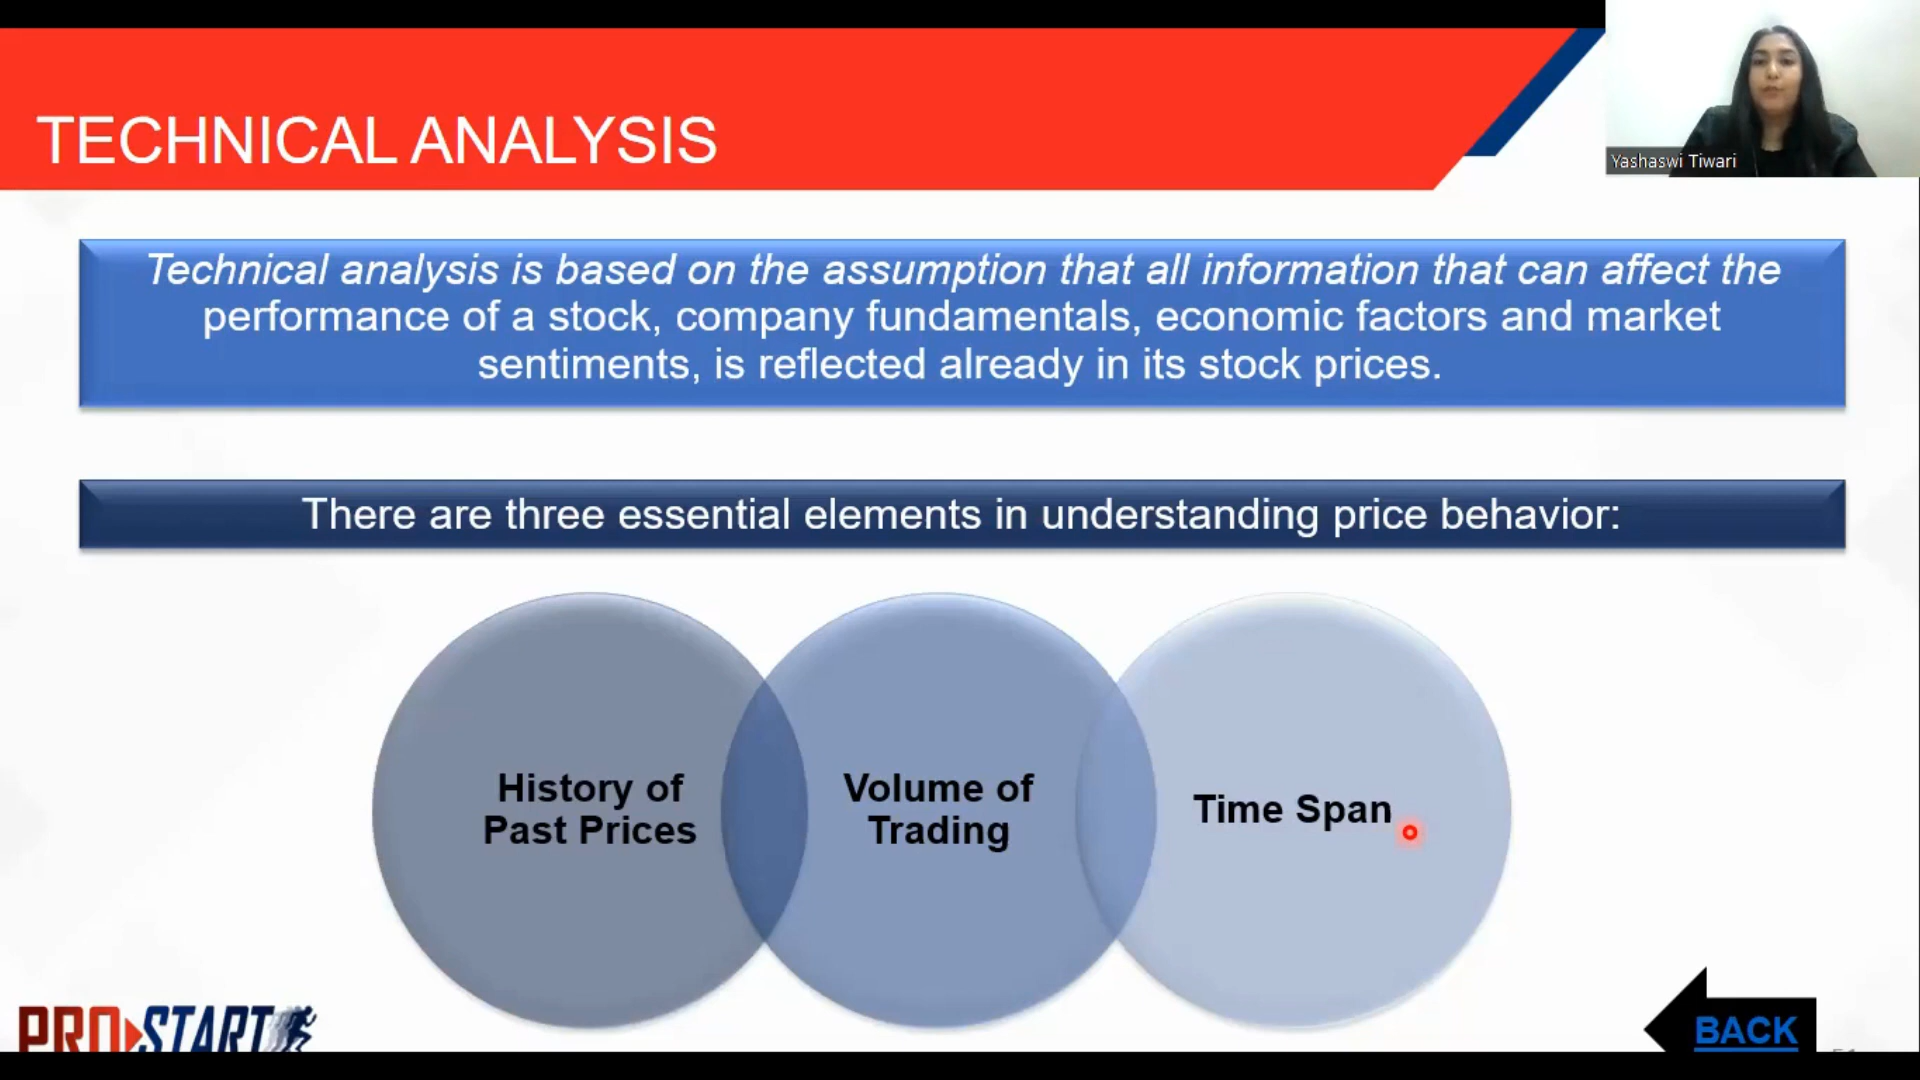 TECHNICAL ANALYSIS
Yashaswi Tiwari
Technical analysis is based on the assumption that all information that can affect the
performance of a stock, company fundamentals, economic factors and market
sentiments, is reflected already in its stock prices.
There are three essential elements in understanding price behavior:
History of
Past Prices
Volume of
Trading
Time Span
PRO START
BACK